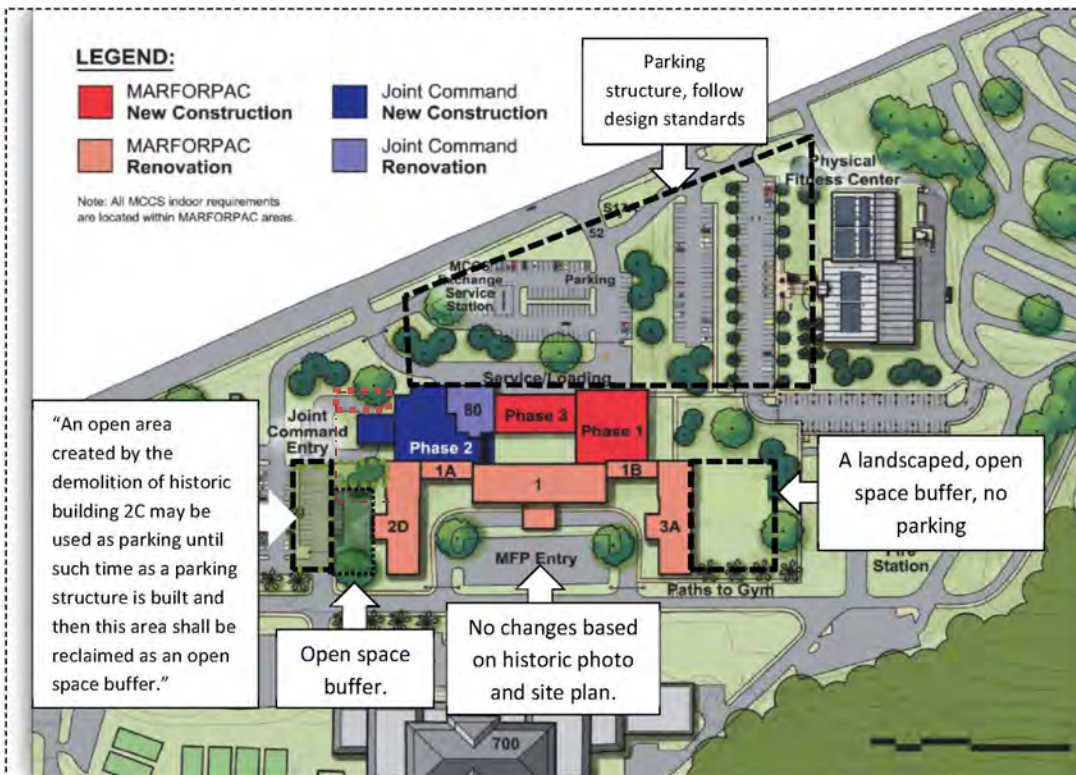 LEGEND:
MARFORPAC
New Construction
Joint Command
New Construction
MARFORPAC
Renovation
Joint Command
Renovation
Note: All MCCS indoor requirements
are located within MARFORPAC areas.
Parking
structure, follow
design standards
Physical
Fitness Center
52
MCCS
Exchange
Service
Station
Parking
Service/Loading
Joint
Command
Entry
80
Phase 3
Phase 1
Phase 2
1A
1
1B
2D
3A
MFP Entry
Paths to Gym
Station
“An open area
created by the
demolition of historic
building 2C may be
used as parking until
such time as a parking
structure is built and
then this area shall be
reclaimed as an open
space buffer.”
Open space
buffer.
No changes based
on historic photo
and site plan.
A landscaped, open
space buffer, no
parking
700